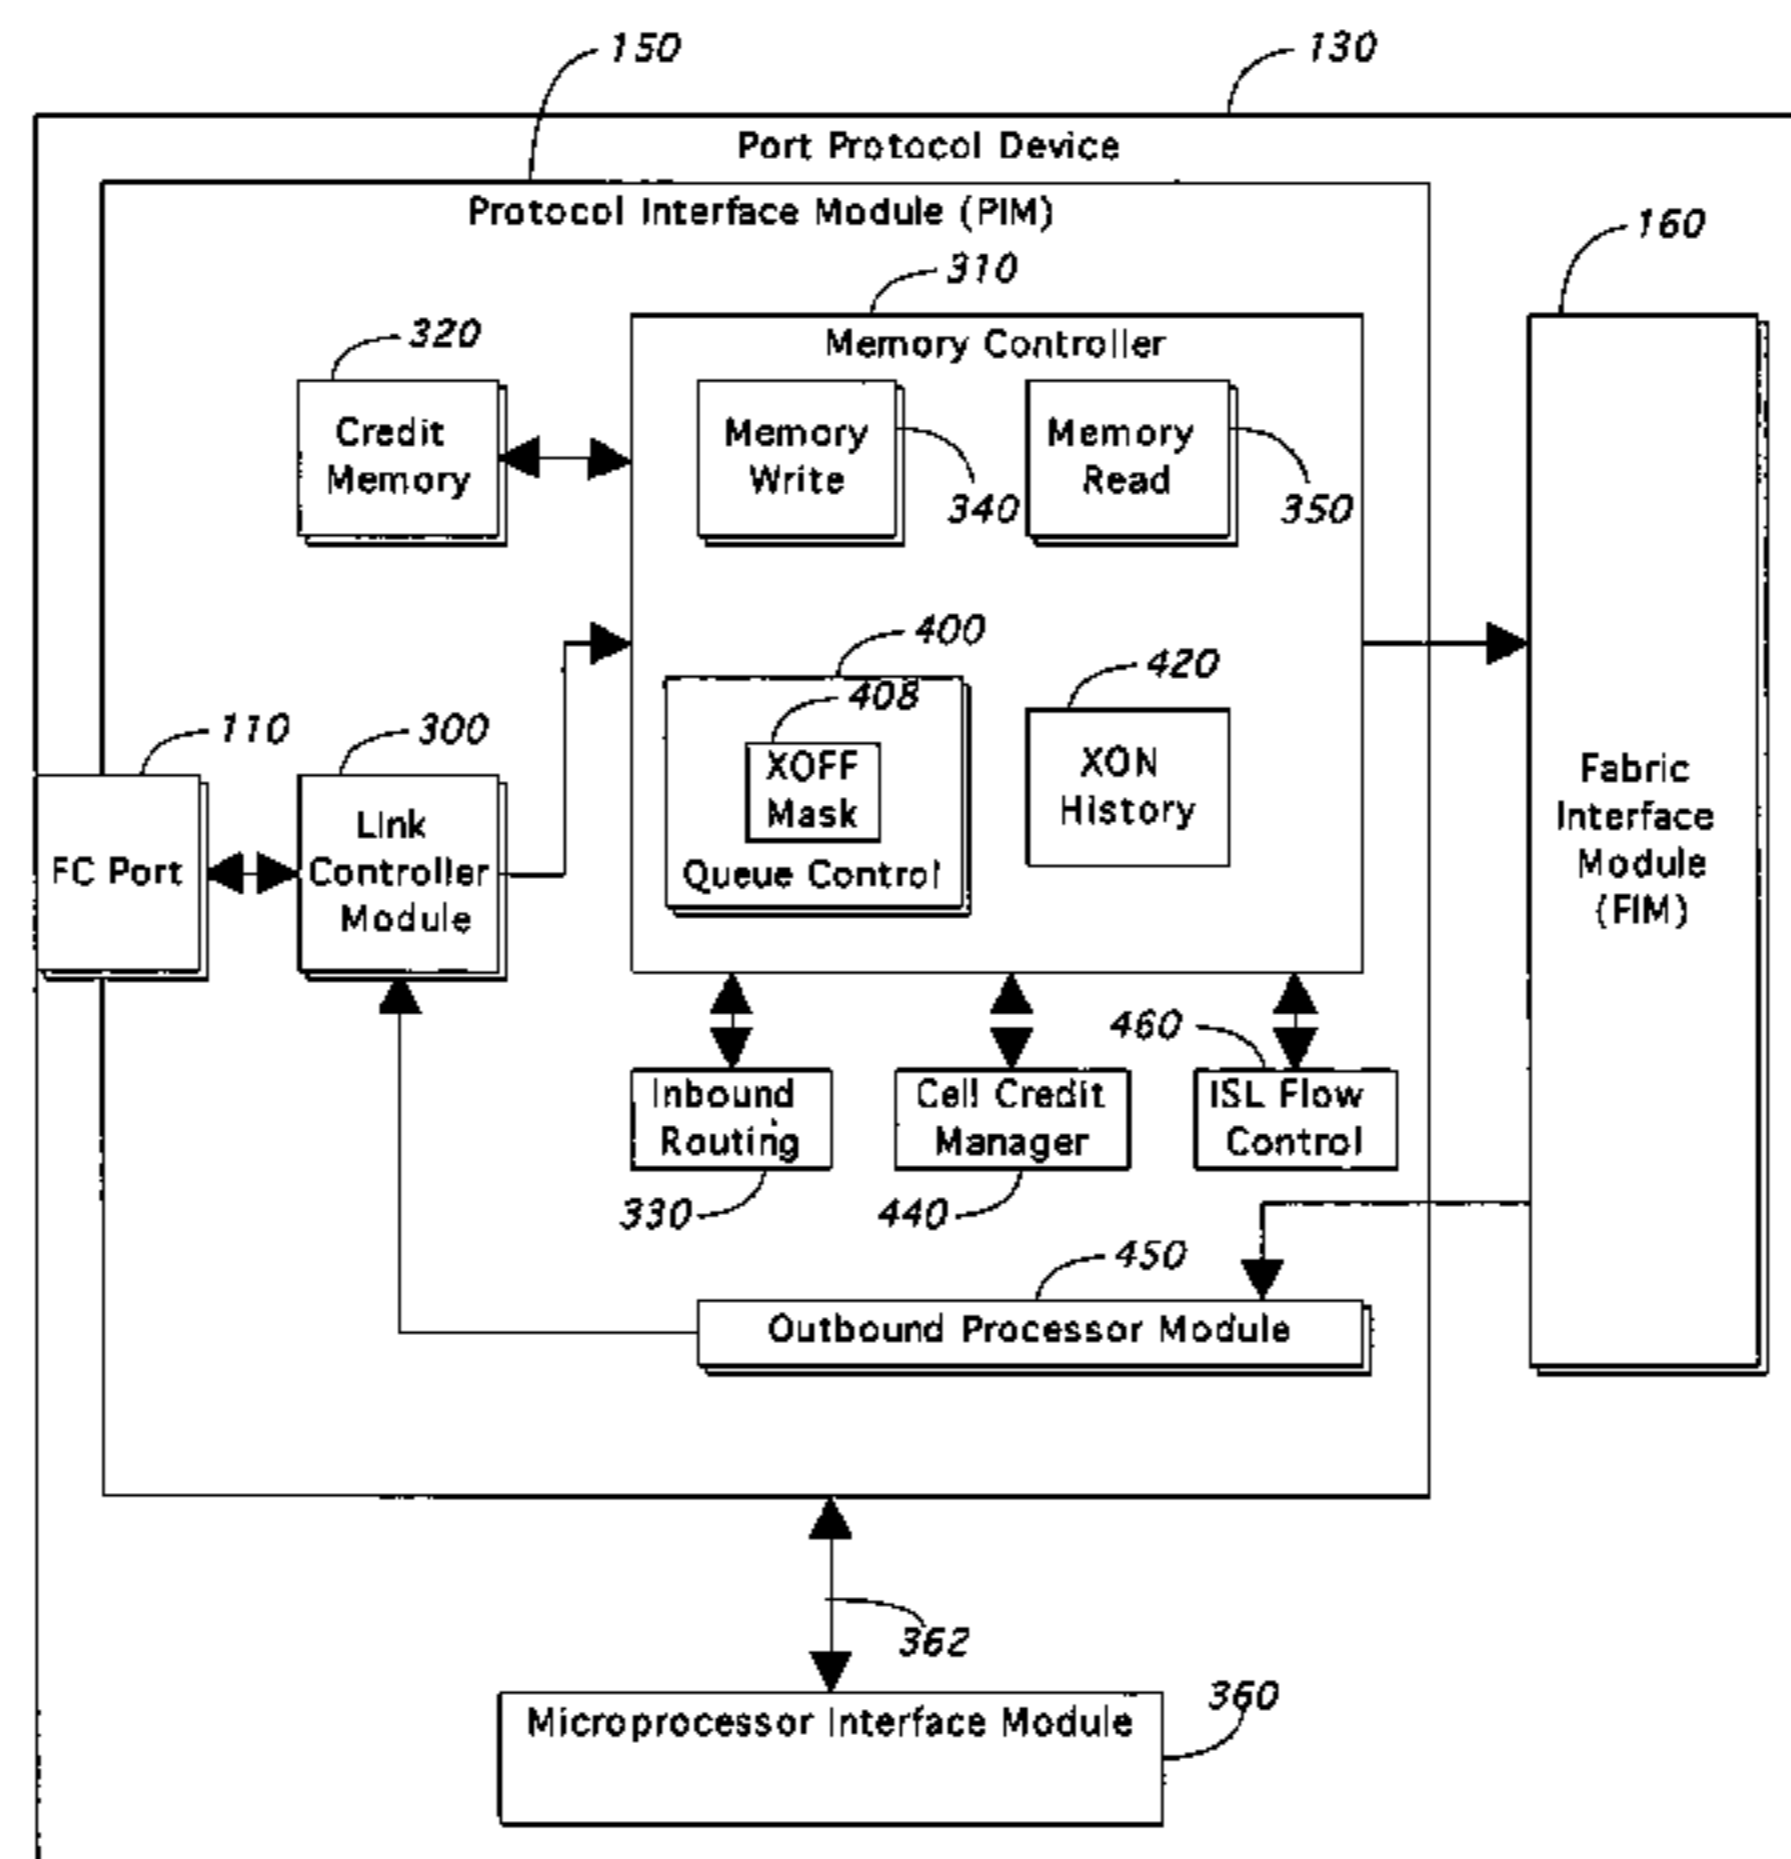 150
130
Port Protocol Device
Protocol Interface Module (PIM)
160
310
320
Memory Controller
Credit
Memory
Memory
Write
Memory
Read
340
350
400
420
408
110
300
XOFF
Mask
XON
History
Queue Control
FC Port
Link
Controller
Module
Fabric
Interface
Module
(FIM)
460
Inbound
Routing
Cell Credit
Manager
ISL Flow
Control
330
440
450
Outbound Processor Module
362
360
Microprocessor Interface Module